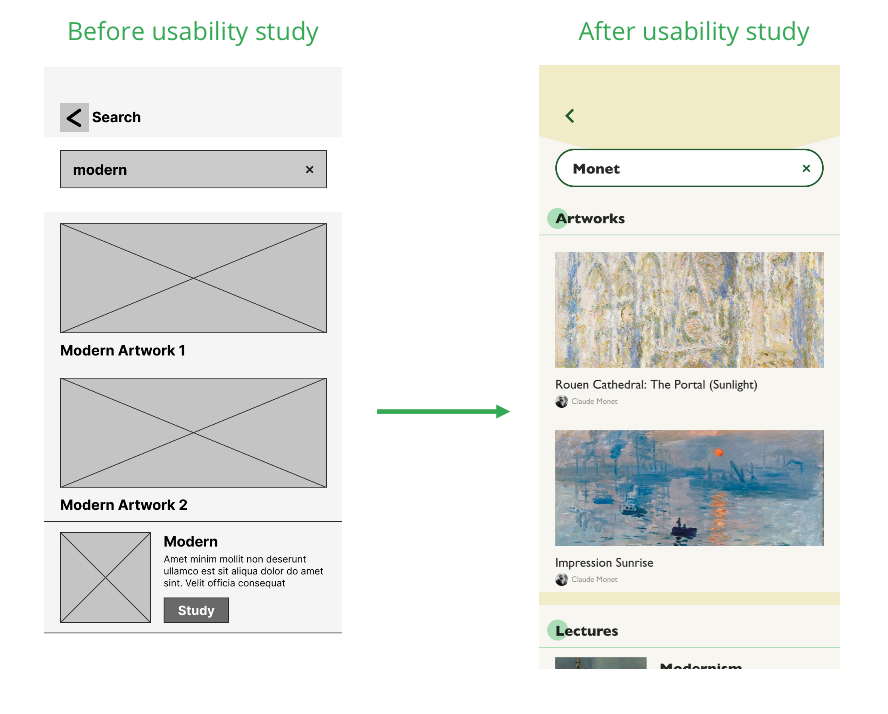 Before usability study
After usability study
Search
modern
×
Modern Artwork 1
Modern Artwork 2
Modern
Amet minim mollit non deserunt
ullamco est sit aliqua dolor do amet
sint. Velit officia consequat
Study
Monet
×
Artworks
Rouen Cathedral: The Portal (Sunlight)
Claude Monet
Impression Sunrise
Claude Monet
Lectures
Modernism